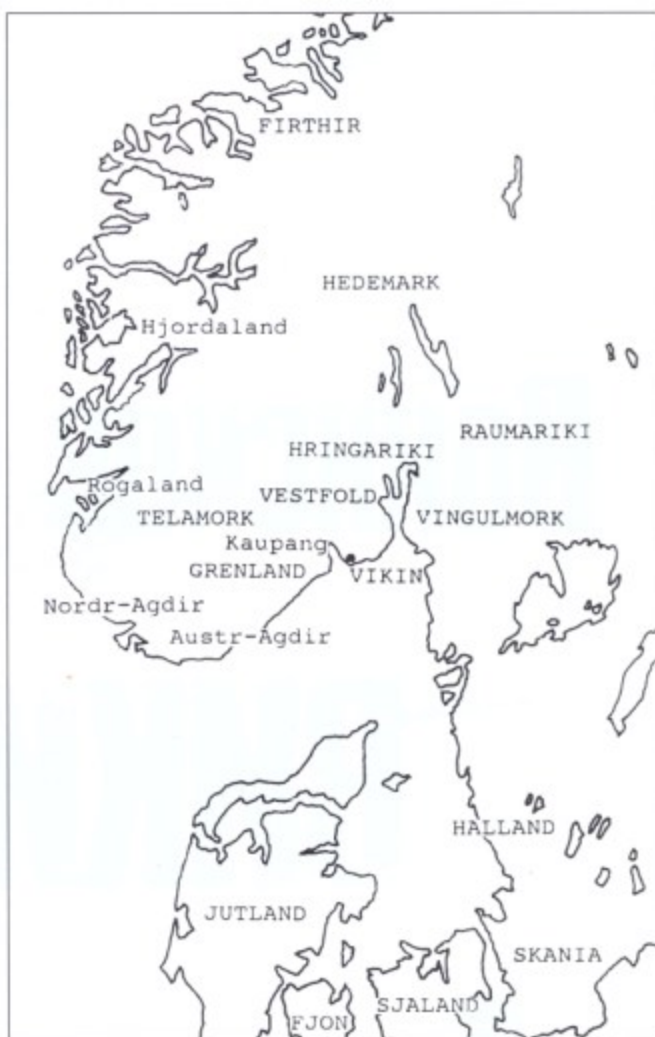 FIRTHIR
HEDEMARK
Hjordaland
RAUMARIKI
HRINGARIKI
Rogaland
VESTFOLD
TELAMORK
VINGULMORK
Kaupang
GRENLAND
VIKIN
Nordr-Agdir
Austr-Agdir
HALLAND
JUTLAND
SKANIA
SJALAND
FJON